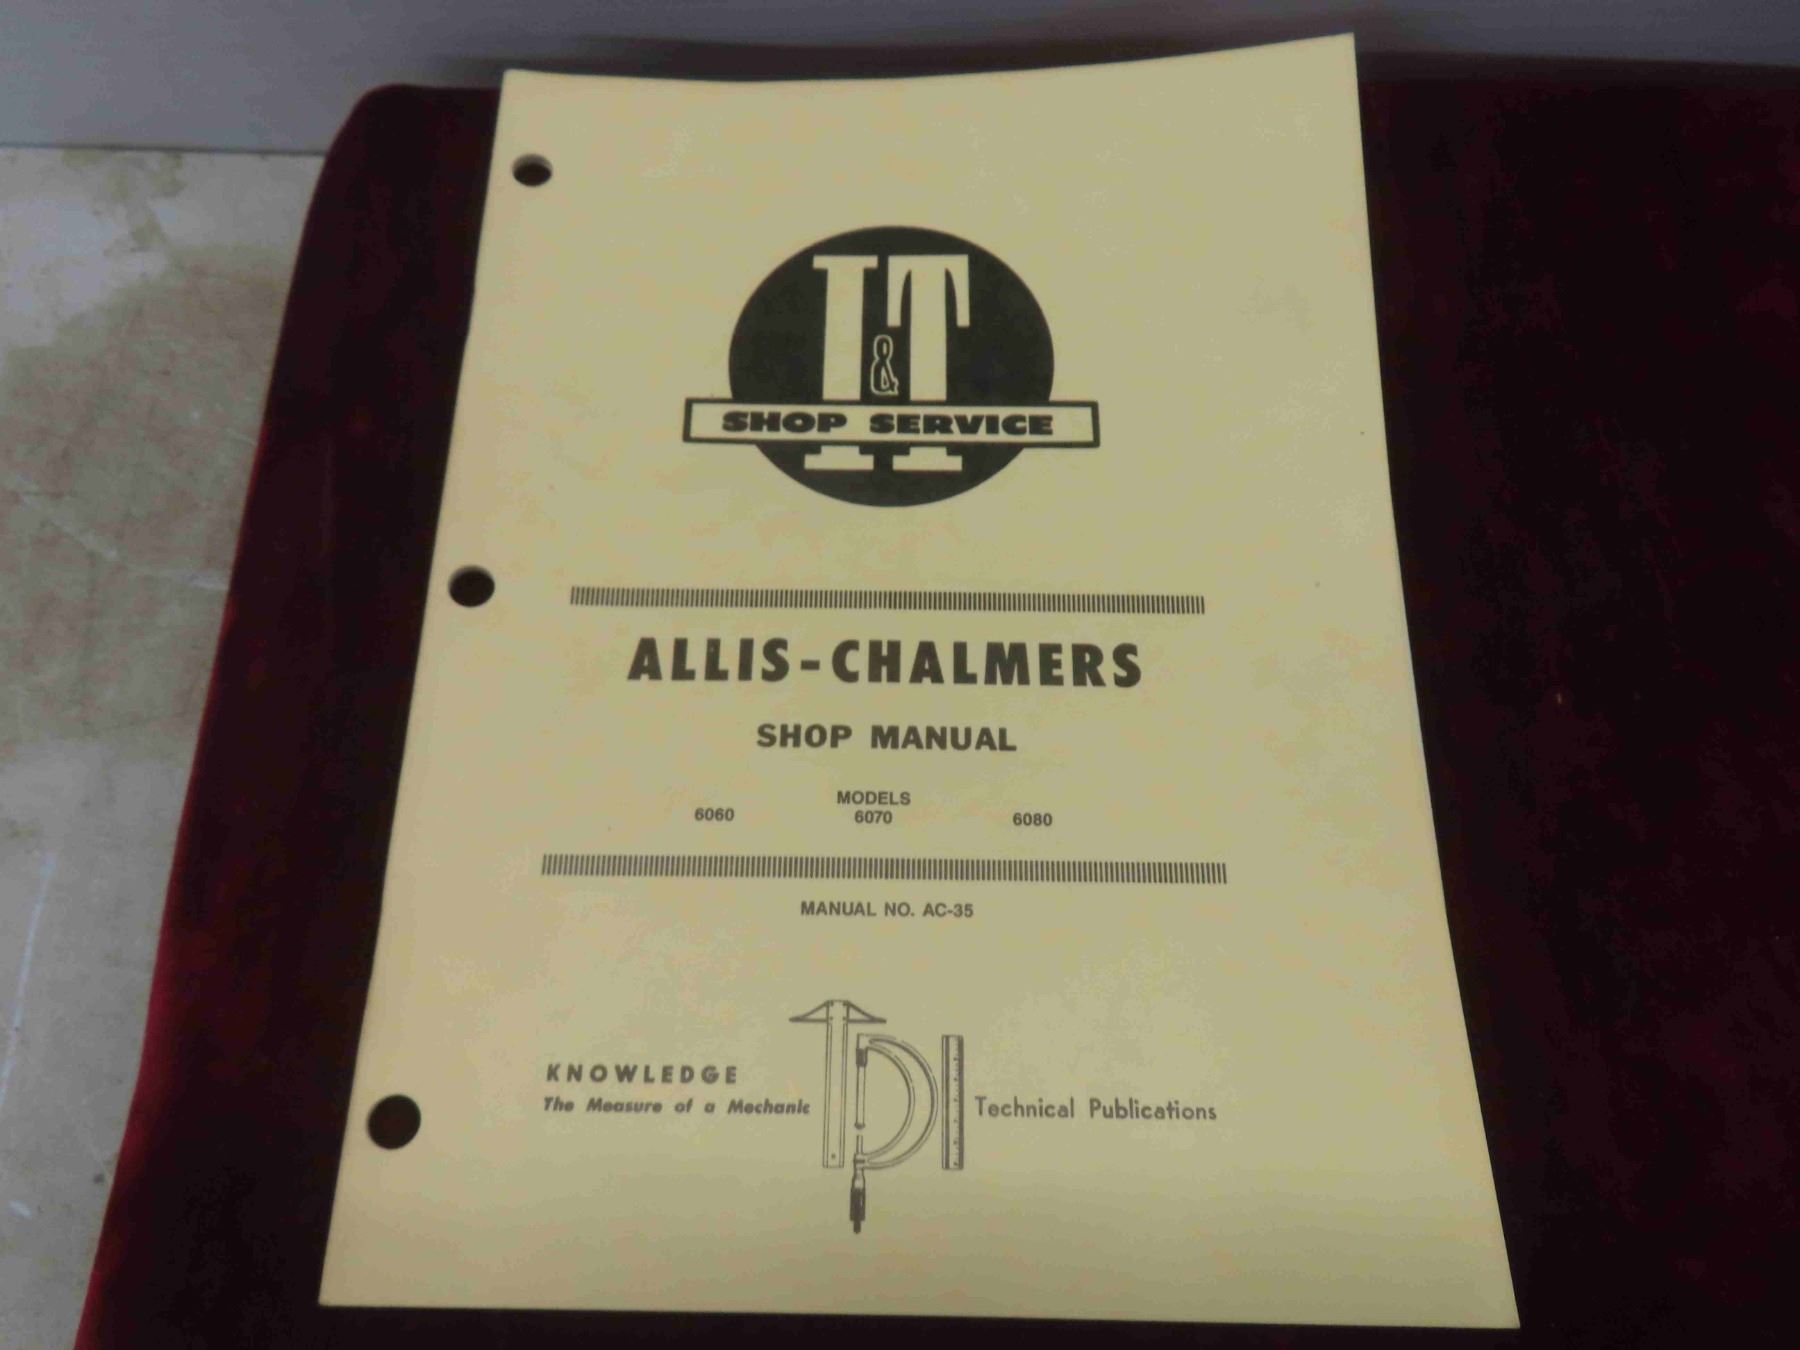 I&T
SHOP SERVICE
ALLIS-CHALMERS
SHOP MANUAL
MODELS
6060 6070 6080
MANUAL NO. AC-35
KNOWLEDGE
The Measure of a Mechanic
TPI
Technical Publications